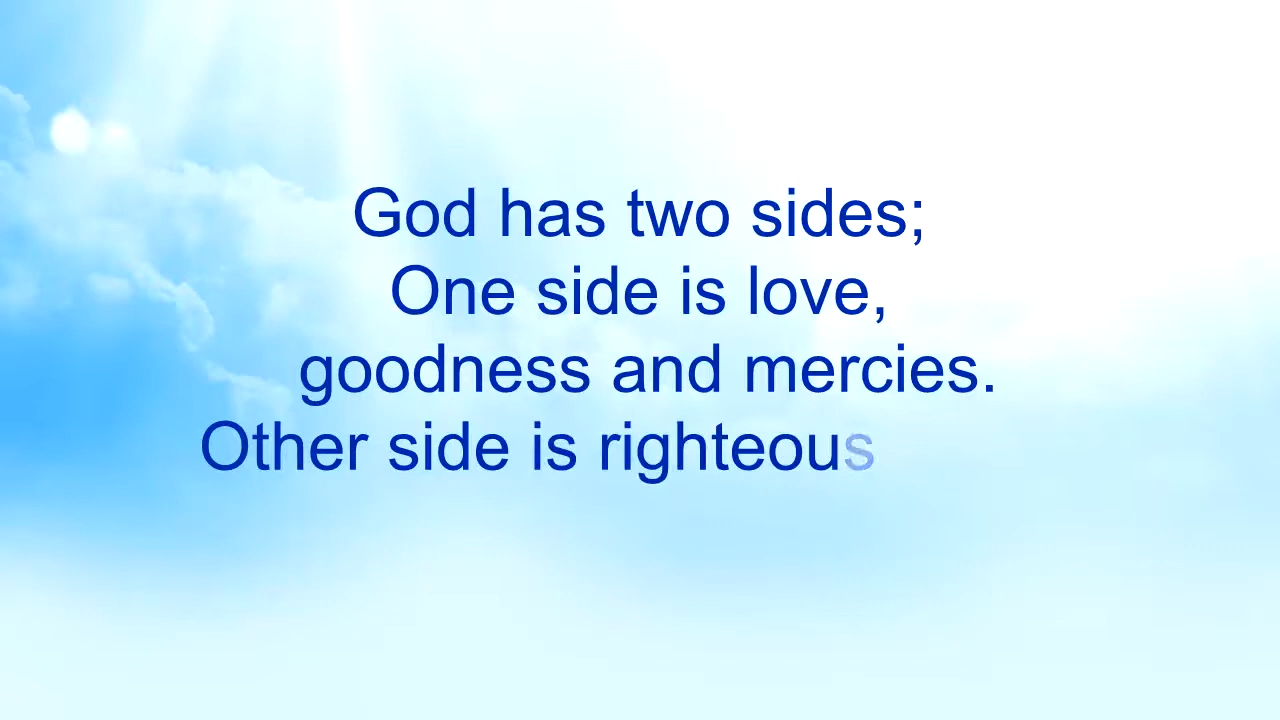 God has two sides;
One side is love,
goodness and mercies.
Other side is righteous